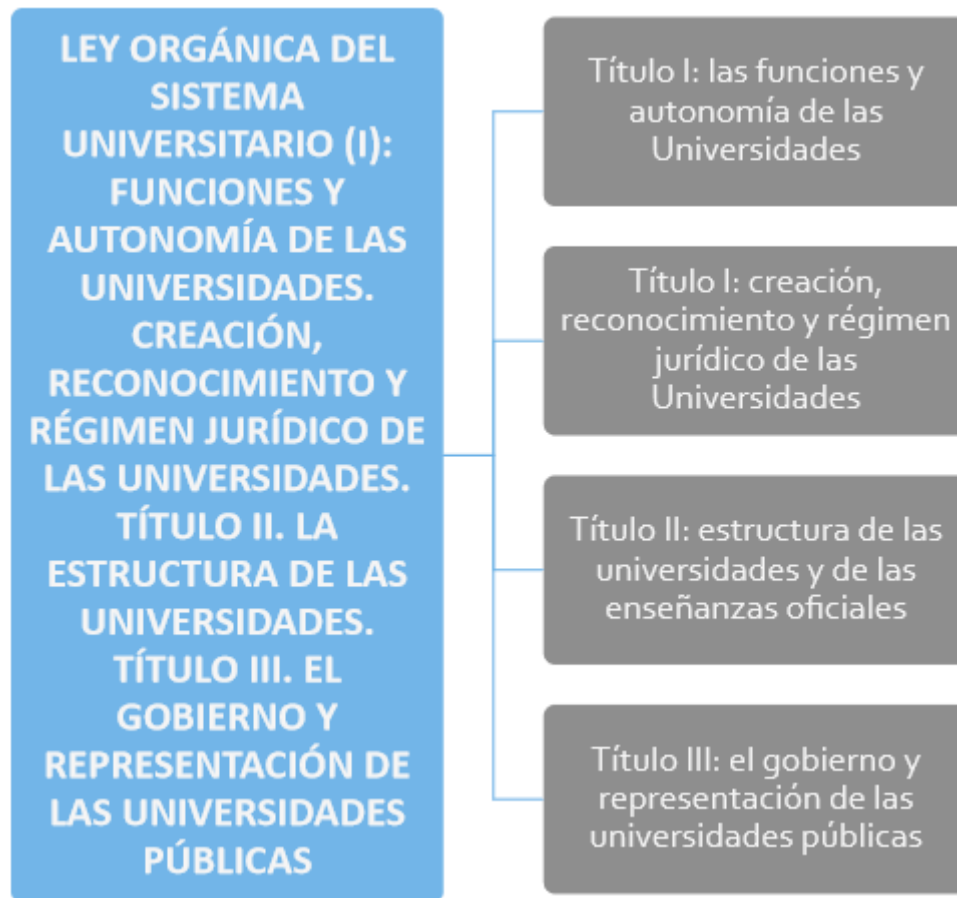 LEY ORGÁNICA DEL
SISTEMA
UNIVERSITARIO (I):
FUNCIONES Y
AUTONOMÍA DE LAS
UNIVERSIDADES.
CREACIÓN,
RECONOCIMIENTO Y
RÉGIMEN JURÍDICO DE
LAS UNIVERSIDADES.
TÍTULO II. LA
ESTRUCTURA DE LAS
UNIVERSIDADES.
TÍTULO III. EL
GOBIERNO Y
REPRESENTACIÓN DE
LAS UNIVERSIDADES
PÚBLICAS
Título I: las funciones y
autonomía de las
Universidades
Título I: creación,
reconocimiento y régimen
jurídico de las
Universidades
Título II: estructura de las
universidades y de las
enseñanzas oficiales
Título III: el gobierno y
representación de las
universidades públicas